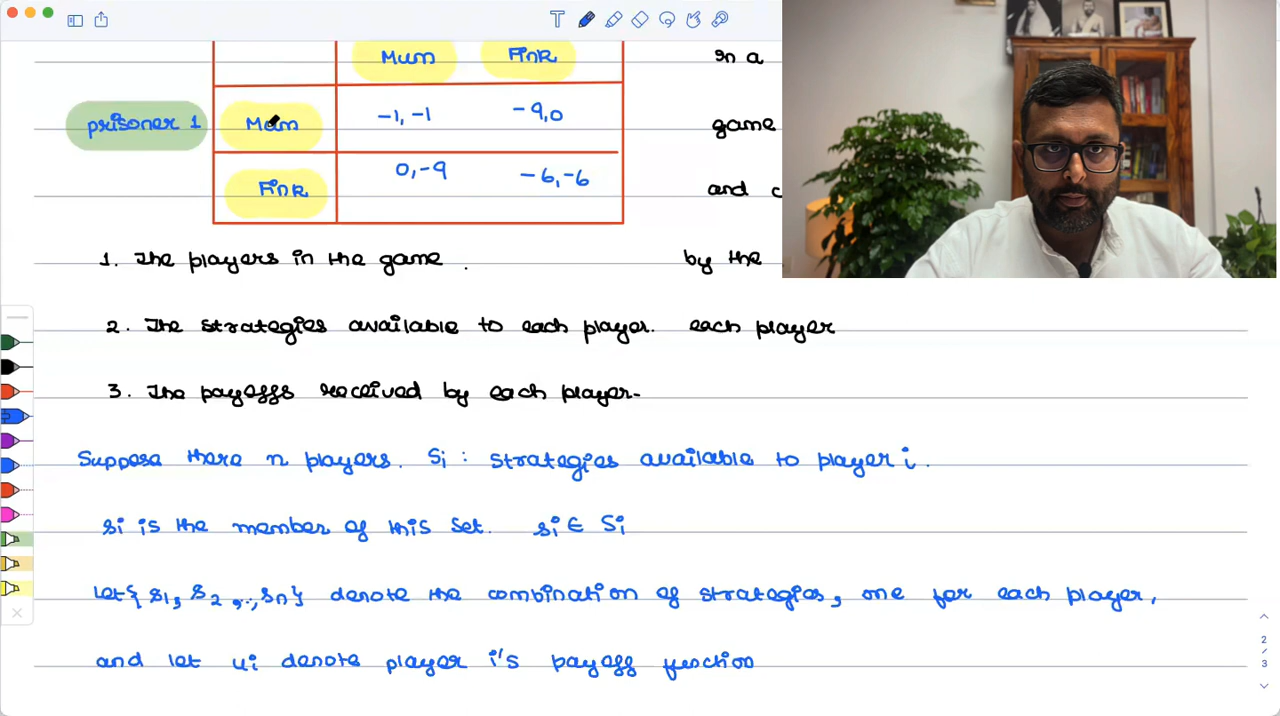 Mum Fink
In a
prisoner 1 Mum -1, -1 -9,0
game
Fink 0,-9 -6,-6
and c
1. The players in the game .
by the
2. The strategies available to each player. each player
3. The payoffs received by each player.
Suppose there n players. Si : strategies available to player i.
si is the member of this set. si ∈ Si
Let{s1, s2,..,sn} denote the combination of strategies, one for each player,
and let ui denote player i's payoff function
2
/
3